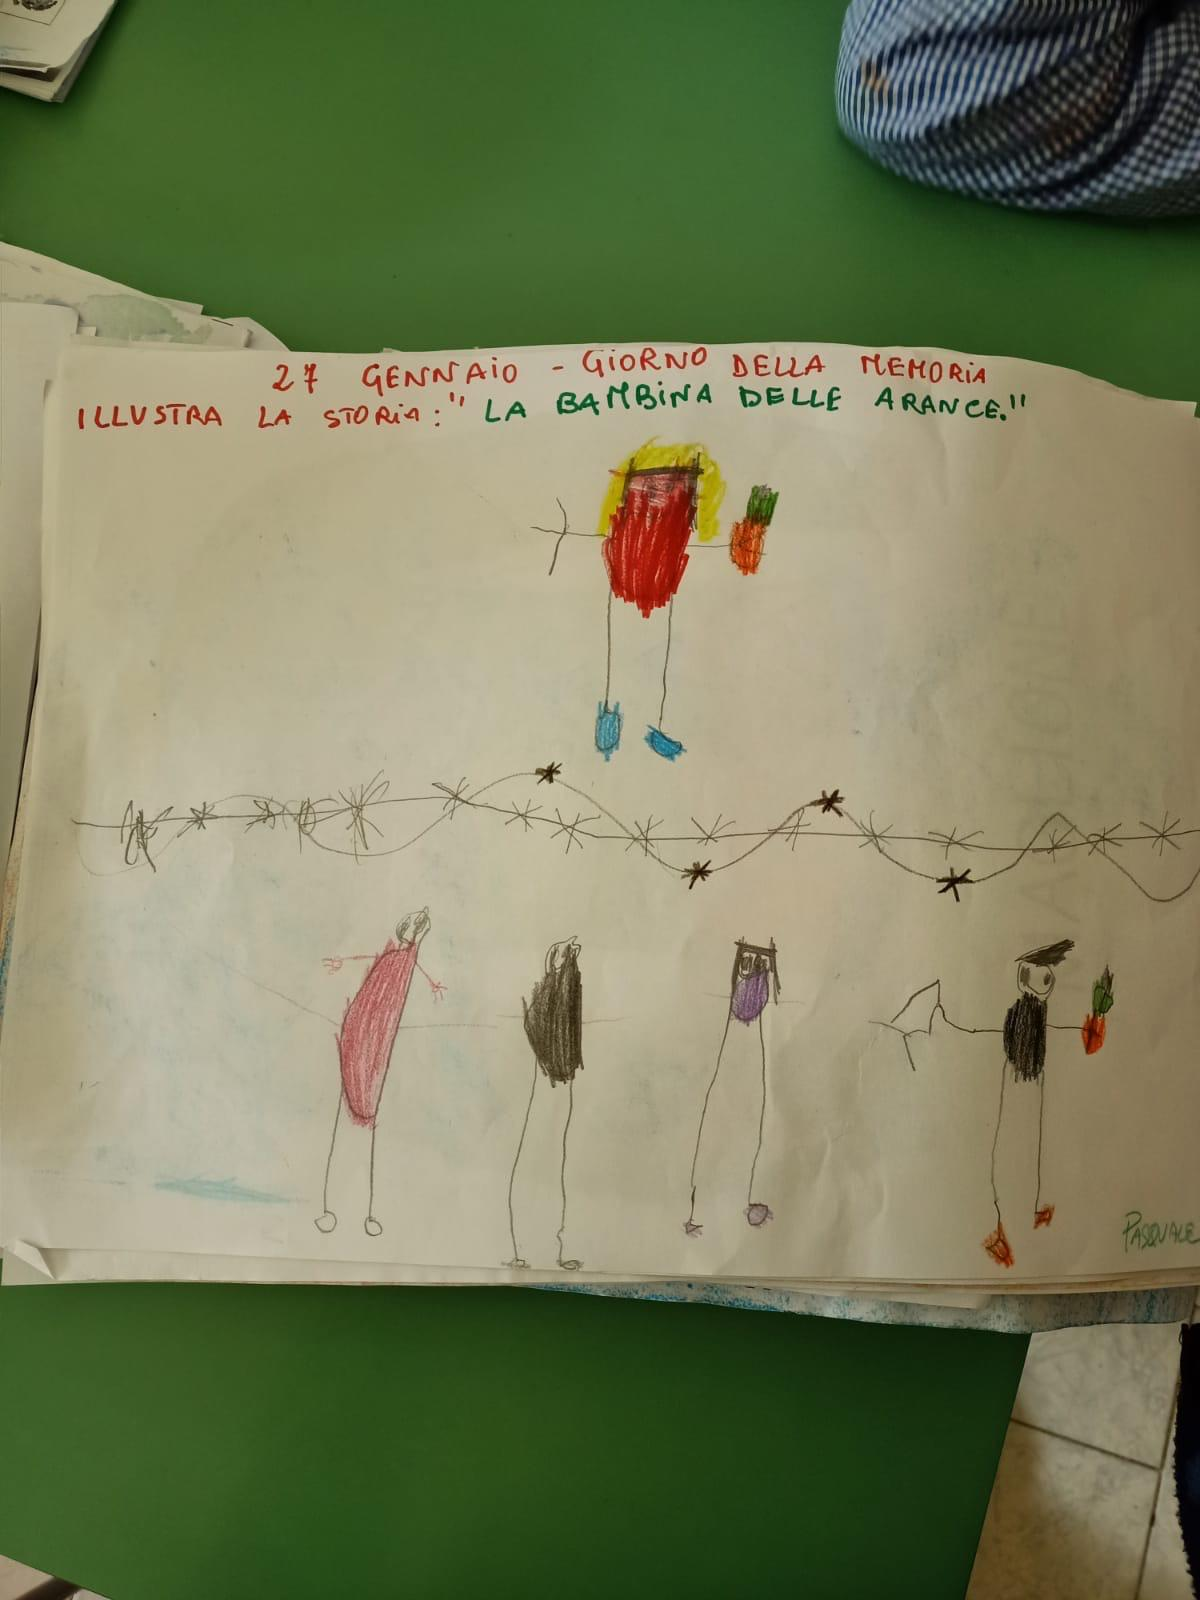 27 GENNAIO - GIORNO DELLA MEMORIA
ILLUSTRA LA STORIA: "LA BAMBINA DELLE ARANCE."
PASQUALE